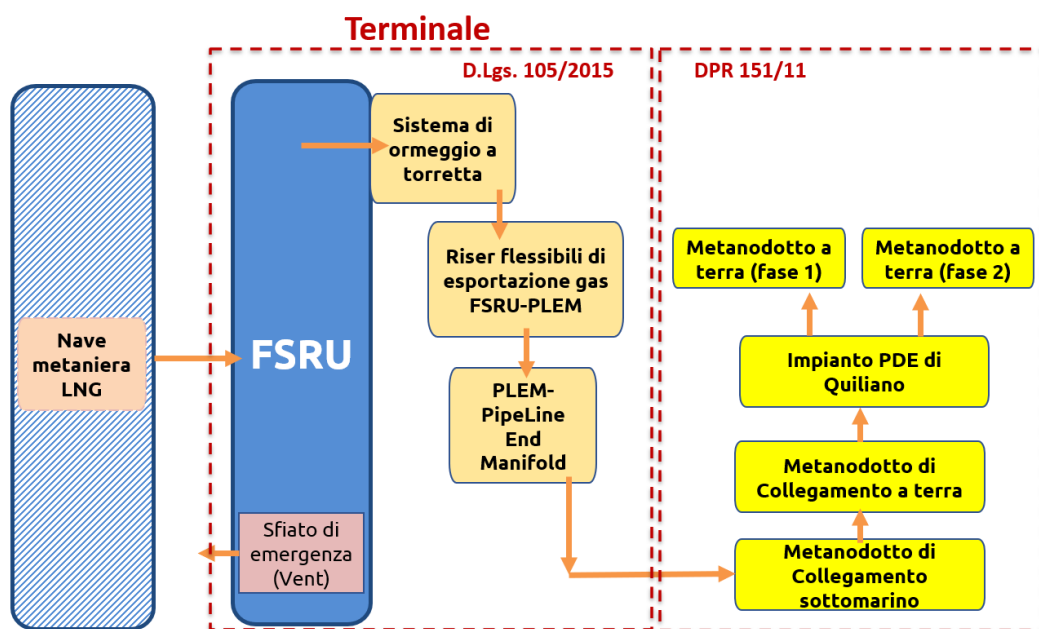 Terminale
D.Lgs. 105/2015
DPR 151/11
Nave
metaniera
LNG
FSRU
Sfiato di
emergenza
(Vent)
Sistema di
ormeggio a
torretta
Riser flessibili di
esportazione gas
FSRU-PLEM
PLEM-
PipeLine
End
Manifold
Metanodotto a
terra (fase 1)
Metanodotto a
terra (fase 2)
Impianto PDE di
Quiliano
Metanodotto di
Collegamento a terra
Metanodotto di
Collegamento
sottomarino